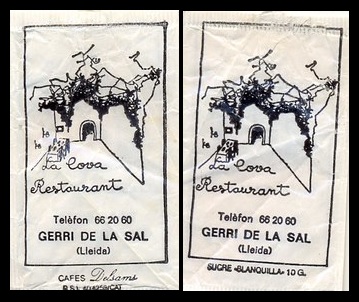 La Cova
Restaurant
Telèfon 66 20 60
GERRI DE LA SAL
(Lleida)
CAFES Delsams
La Cova
Restaurant
Telèfon 66 20 60
GERRI DE LA SAL
(Lleida)
SUCRE «BLANQUILLA» 10 G.